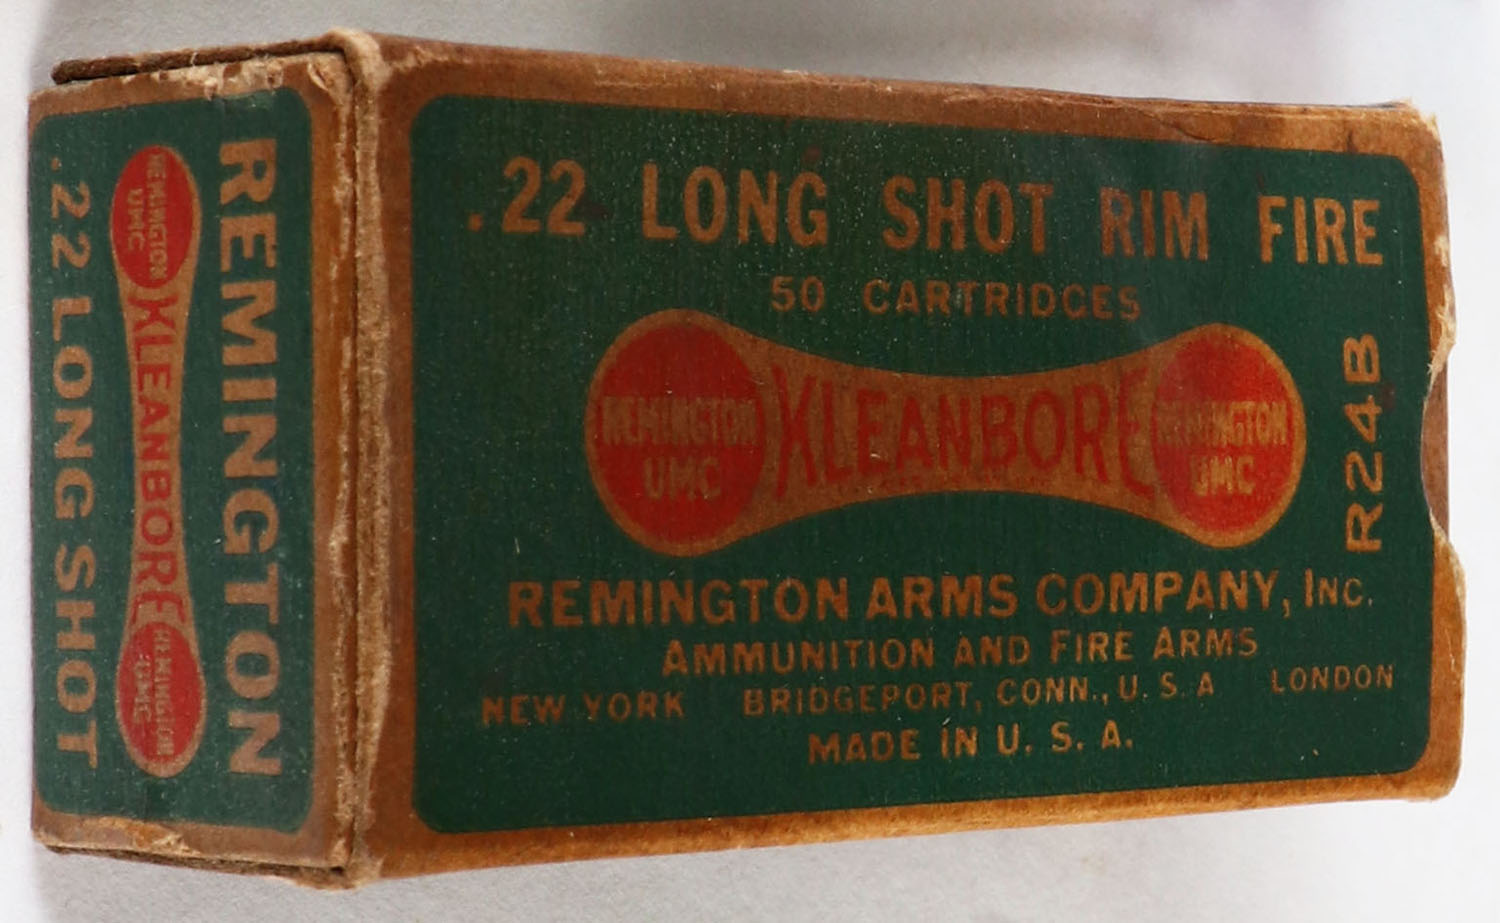 .22 LONG SHOT RIM FIRE
50 CARTRIDGES
REMINGTON
UMC
KLEANBORE
REMINGTON
UMC
R24B
REMINGTON ARMS COMPANY, INC.
AMMUNITION AND FIRE ARMS
NEW YORK BRIDGEPORT, CONN., U. S. A LONDON
MADE IN U. S. A.
REMINGTON
REMINGTON
UMC
KLEANBORE
REMINGTON
UMC
.22 LONG SHOT